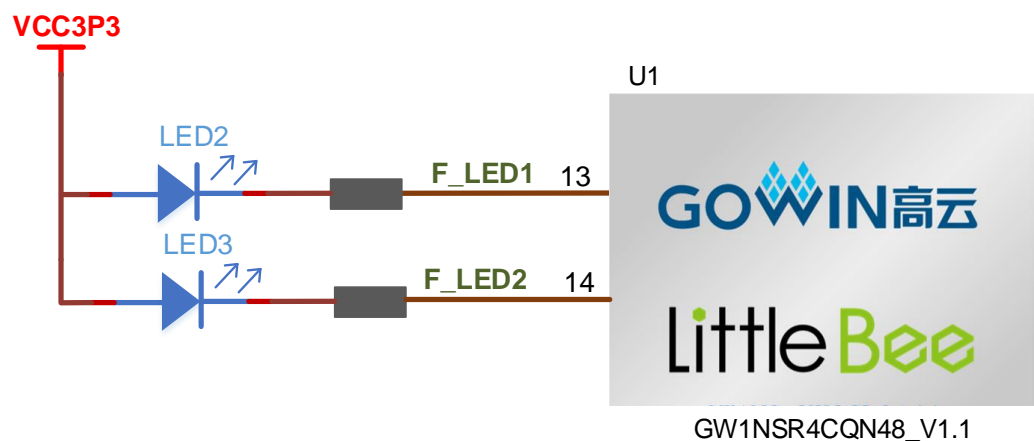 VCC3P3
U1
LED2
F_LED1 13
GOWIN高云
LED3
F_LED2 14
LittleBee
GW1NSR4CQN48_V1.1